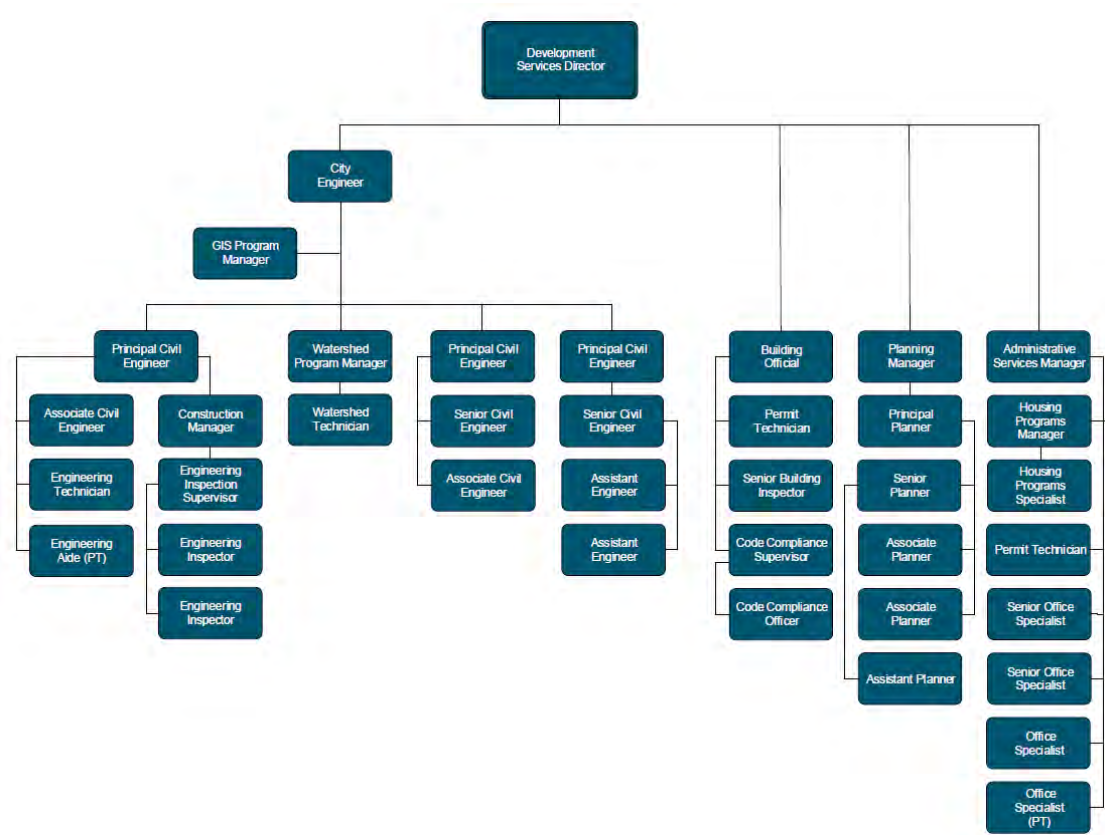 Development
Services Director
City
Engineer
GIS Program
Manager
Principal Civil
Engineer
Watershed
Program Manager
Principal Civil
Engineer
Principal Civil
Engineer
Building
Official
Planning
Manager
Administrative
Services Manager
Associate Civil
Engineer
Construction
Manager
Watershed
Technician
Senior Civil
Engineer
Senior Civil
Engineer
Permit
Technician
Principal
Planner
Housing
Programs
Manager
Engineering
Technician
Engineering
Inspection
Supervisor
Associate Civil
Engineer
Assistant
Engineer
Senior Building
Inspector
Senior
Planner
Housing
Programs
Specialist
Engineering
Aide (PT)
Engineering
Inspector
Assistant
Engineer
Code Compliance
Supervisor
Associate
Planner
Permit Technician
Engineering
Inspector
Code Compliance
Officer
Associate
Planner
Senior Office
Specialist
Assistant Planner
Senior Office
Specialist
Office
Specialist
Office
Specialist
(PT)